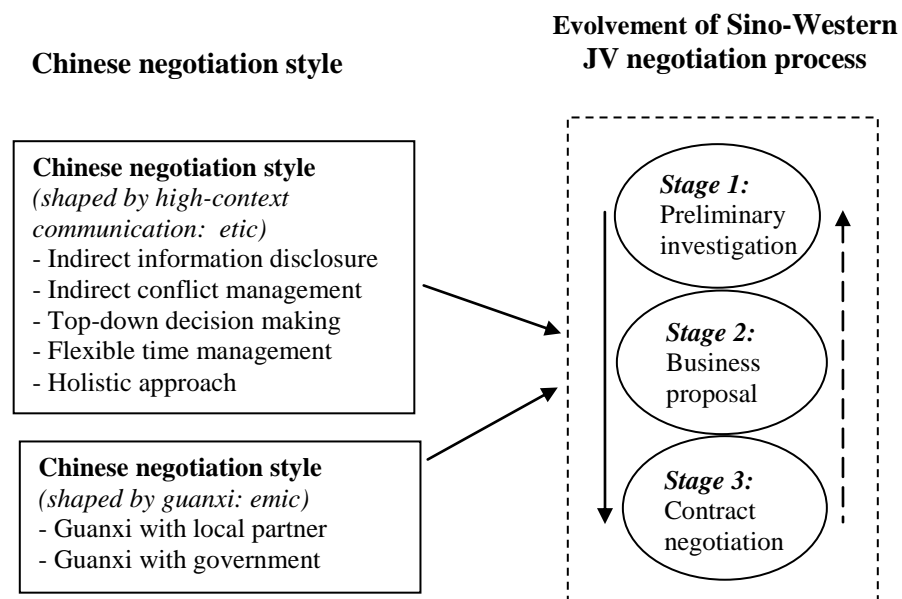 Chinese negotiation style
Evolvement of Sino-Western
JV negotiation process
Chinese negotiation style
(shaped by high-context
communication: etic)
- Indirect information disclosure
- Indirect conflict management
- Top-down decision making
- Flexible time management
- Holistic approach
Chinese negotiation style
(shaped by guanxi: emic)
- Guanxi with local partner
- Guanxi with government
Stage 1:
Preliminary
investigation
Stage 2:
Business
proposal
Stage 3:
Contract
negotiation